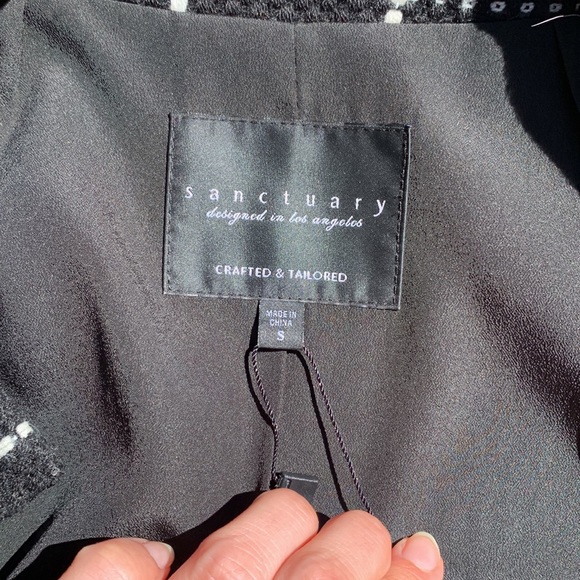 sanctuary
designed in los angeles
CRAFTED & TAILORED
MADE IN
CHINA
S